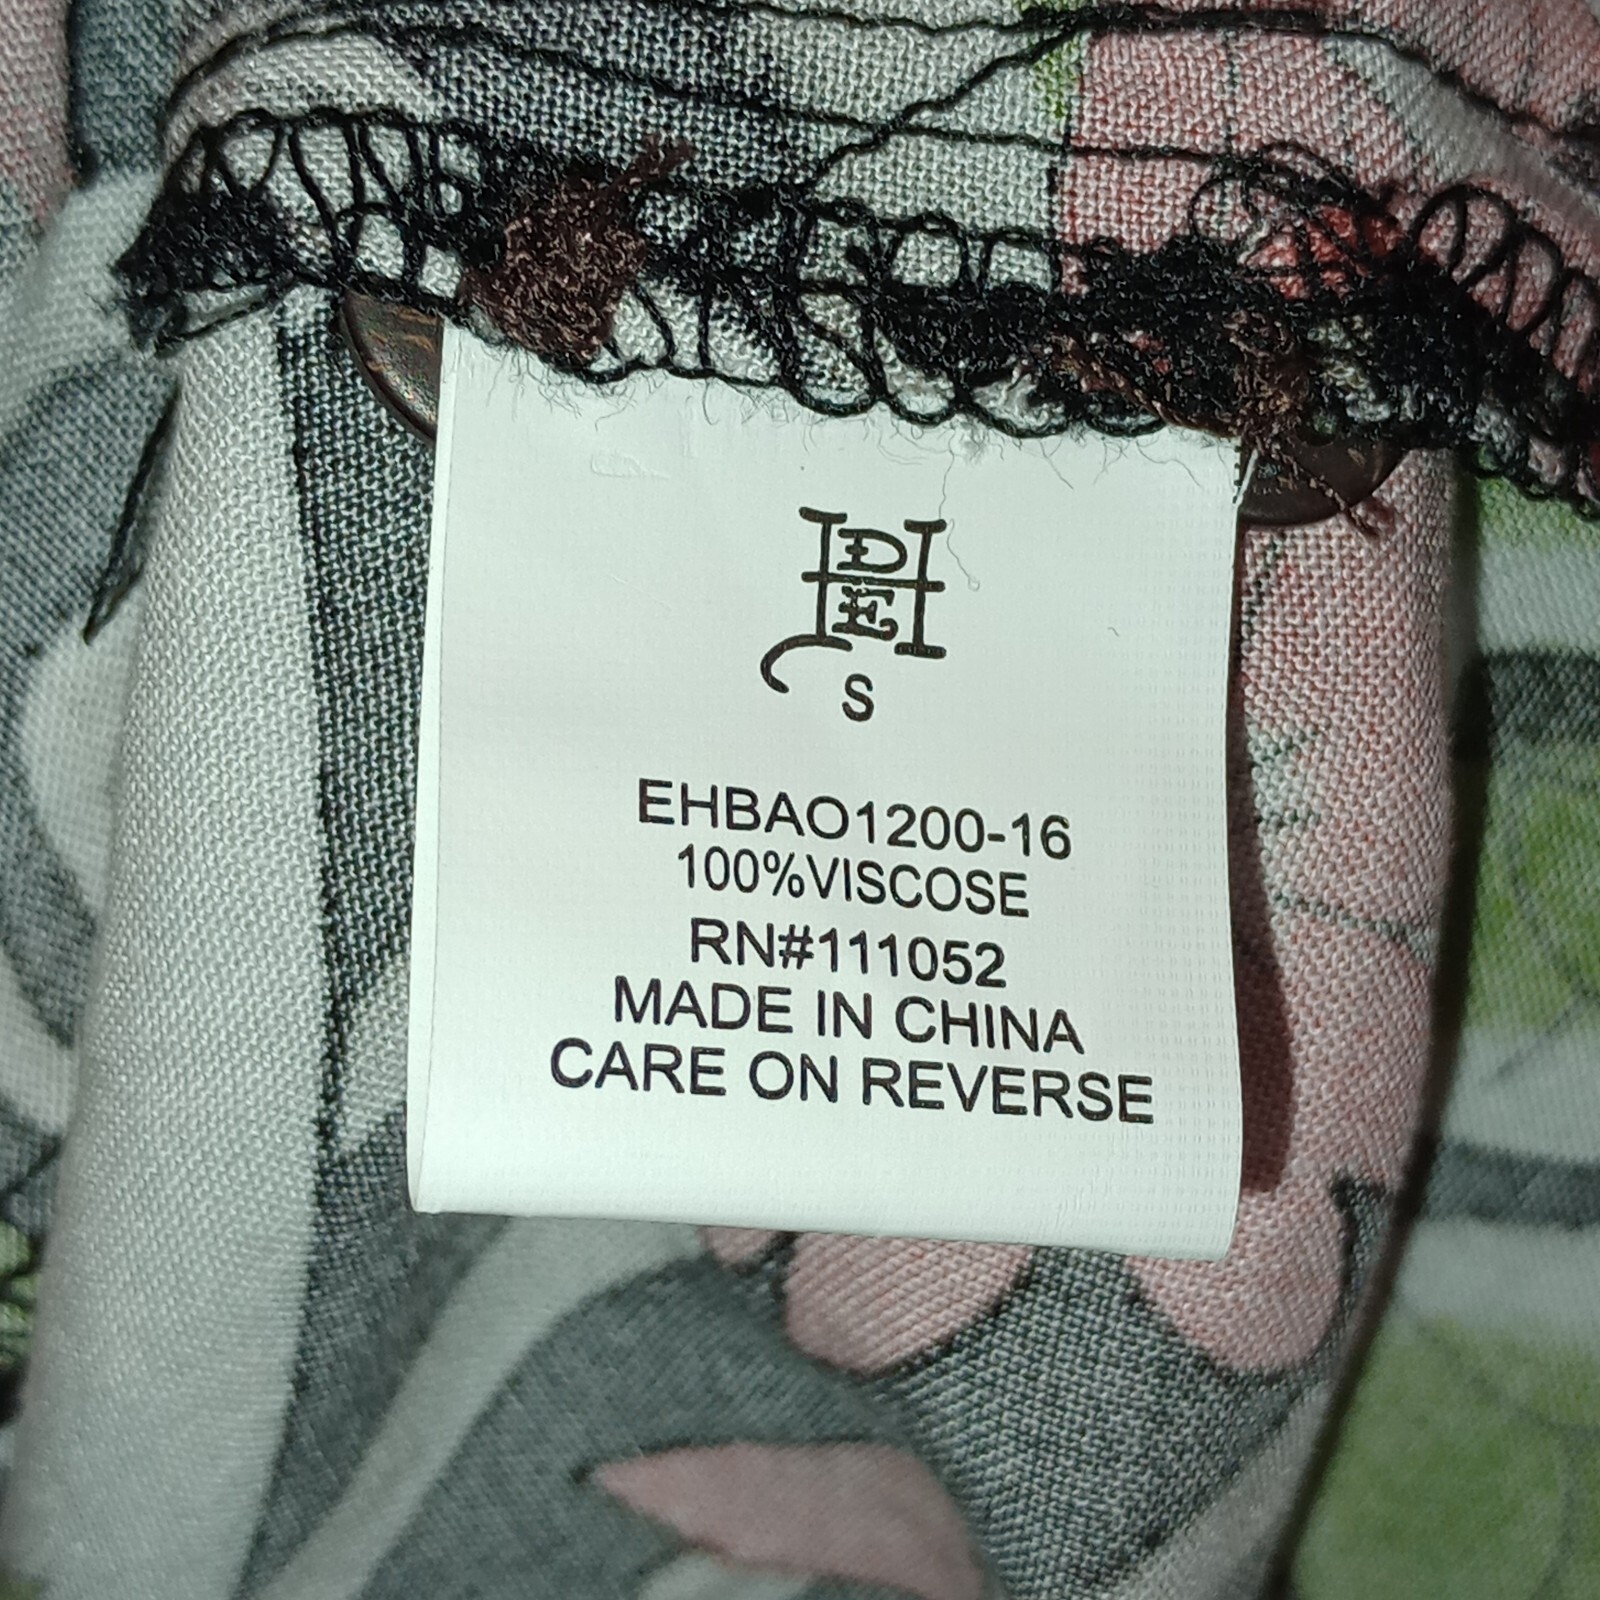 D
E
S
EHBAO1200-16
100%VISCOSE
RN#111052
MADE IN CHINA
CARE ON REVERSE